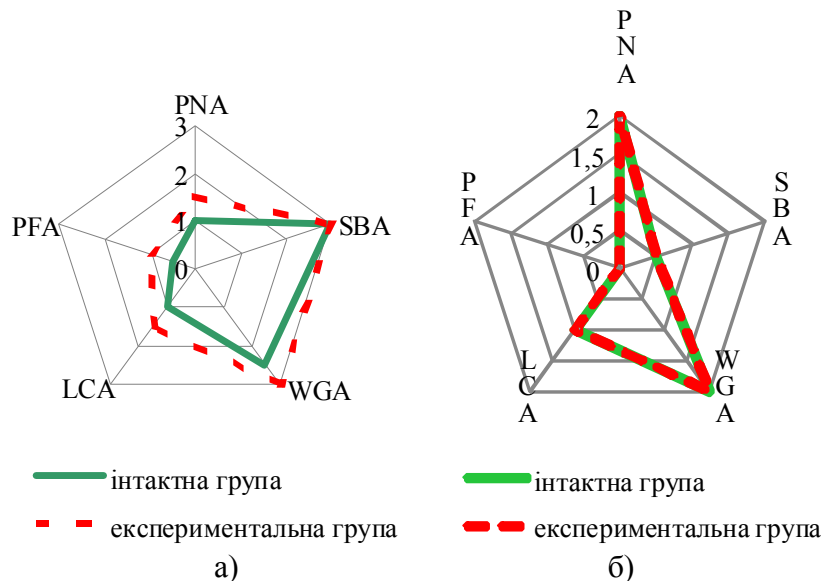 PNA
3
2
1
0
SBA
WGA
LCA
PFA
інтактна група
експериментальна група
а)
P
N
A
2
1,5
1
0,5
0
S
B
A
W
G
A
L
C
A
P
F
A
інтактна група
експериментальна група
б)